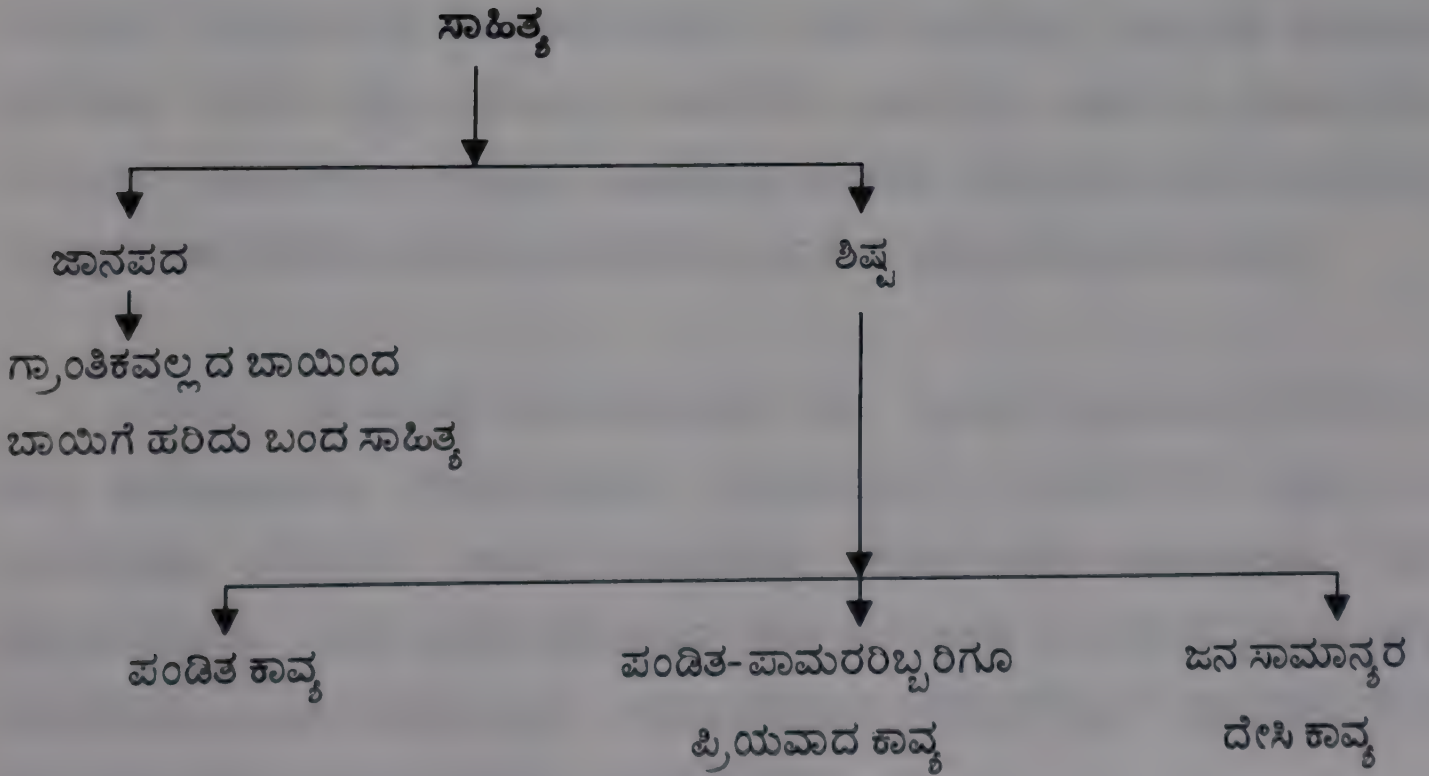 ಸಾಹಿತ್ಯ
ಜಾನಪದ
ಶಿಷ್ಟ
ಗ್ರಾಂತಿಕವಲ್ಲದ ಬಾಯಿಂದ
ಬಾಯಿಗೆ ಹರಿದು ಬಂದ ಸಾಹಿತ್ಯ
ಪಂಡಿತ ಕಾವ್ಯ
ಪಂಡಿತ-ಪಾಮರರಿಬ್ಬರಿಗೂ
ಪ್ರಿಯವಾದ ಕಾವ್ಯ
ಜನ ಸಾಮಾನ್ಯರ
ದೇಸಿ ಕಾವ್ಯ